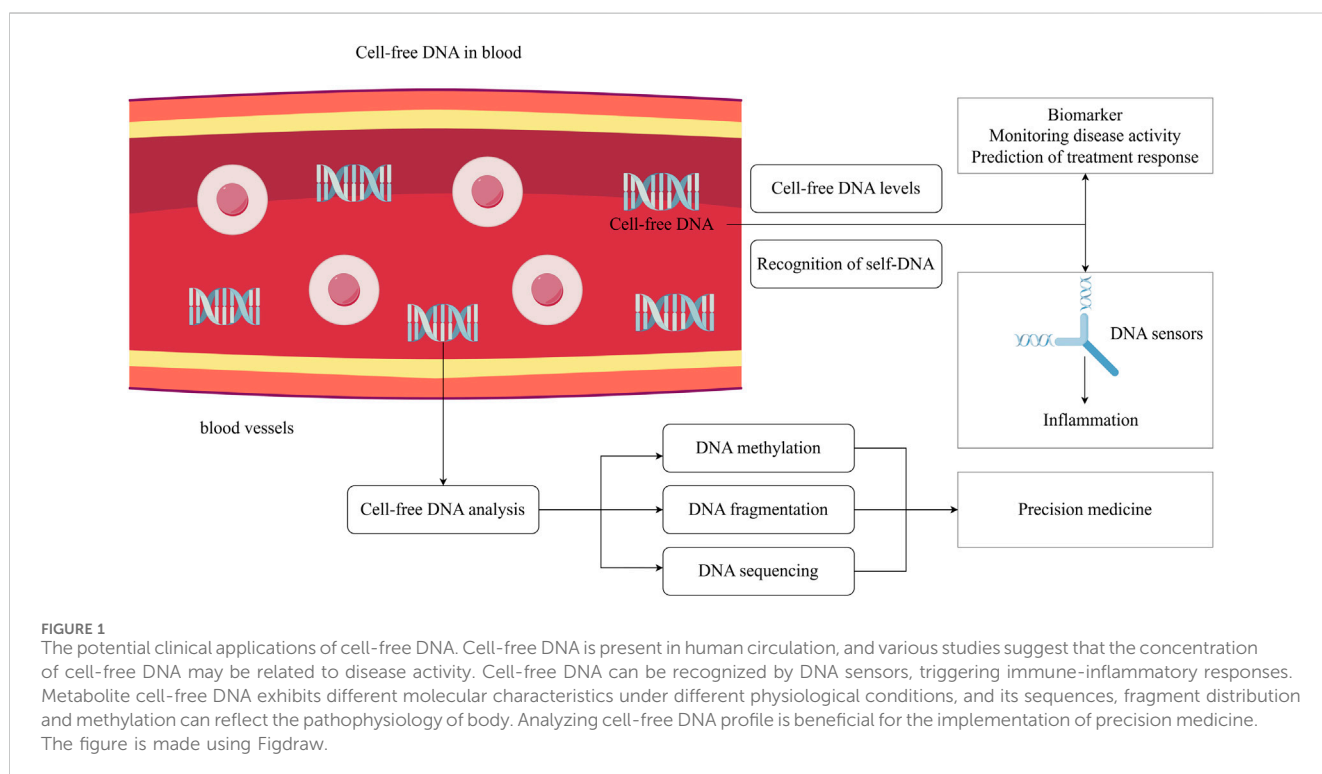 Cell-free DNA in blood
Cell-free DNA
blood vessels
Cell-free DNA levels
Recognition of self-DNA
Biomarker
Monitoring disease activity
Prediction of treatment response
DNA sensors
Inflammation
Cell-free DNA analysis
DNA methylation
DNA fragmentation
DNA sequencing
Precision medicine
FIGURE 1
The potential clinical applications of cell-free DNA. Cell-free DNA is present in human circulation, and various studies suggest that the concentration
of cell-free DNA may be related to disease activity. Cell-free DNA can be recognized by DNA sensors, triggering immune-inflammatory responses.
Metabolite cell-free DNA exhibits different molecular characteristics under different physiological conditions, and its sequences, fragment distribution
and methylation can reflect the pathophysiology of body. Analyzing cell-free DNA profile is beneficial for the implementation of precision medicine.
The figure is made using Figdraw.